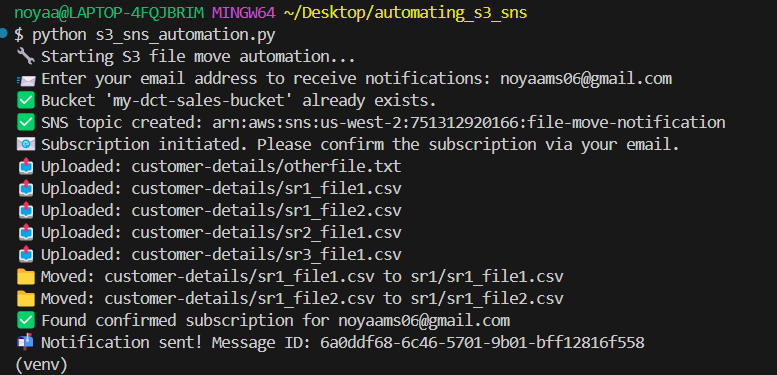 noyaa@LAPTOP-4FQJBRIM MINGW64 ~/Desktop/automating_s3_sns
$ python s3_sns_automation.py
🔧 Starting S3 file move automation...
📨 Enter your email address to receive notifications: noyaams06@gmail.com
✅ Bucket 'my-dct-sales-bucket' already exists.
✅ SNS topic created: arn:aws:sns:us-west-2:751312920166:file-move-notification
📧 Subscription initiated. Please confirm the subscription via your email.
📤 Uploaded: customer-details/otherfile.txt
📤 Uploaded: customer-details/sr1_file1.csv
📤 Uploaded: customer-details/sr1_file2.csv
📤 Uploaded: customer-details/sr2_file1.csv
📤 Uploaded: customer-details/sr3_file1.csv
📁 Moved: customer-details/sr1_file1.csv to sr1/sr1_file1.csv
📁 Moved: customer-details/sr1_file2.csv to sr1/sr1_file2.csv
✅ Found confirmed subscription for noyaams06@gmail.com
📬 Notification sent! Message ID: 6a0ddf68-6c46-5701-9b01-bff12816f558
(venv)